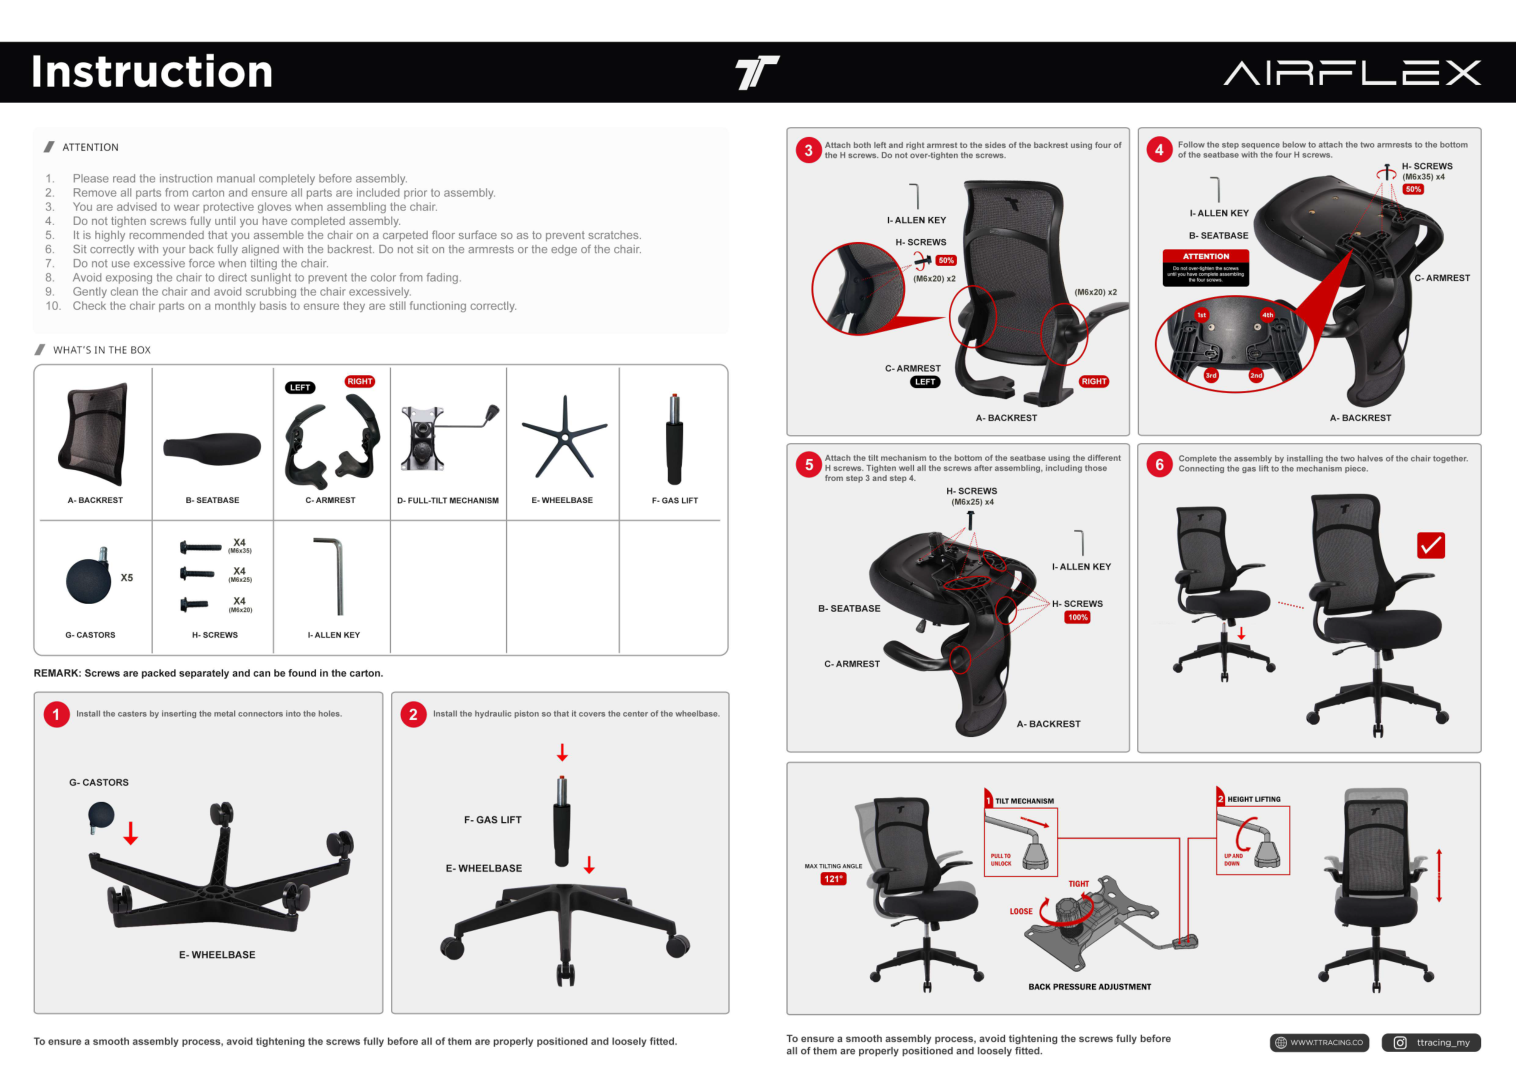 Instruction
AIRFLEX
ATTENTION
1. Please read the instruction manual completely before assembly.
2. Remove all parts from carton and ensure all parts are included prior to assembly.
3. You are advised to wear protective gloves when assembling the chair.
4. Do not tighten screws fully until you have completed assembly.
5. It is highly recommended that you assemble the chair on a carpeted floor surface so as to prevent scratches.
6. Sit correctly with your back fully aligned with the backrest. Do not sit on the armrests or the edge of the chair.
7. Do not use excessive force when tilting the chair.
8. Avoid exposing the chair to direct sunlight to prevent the color from fading.
9. Gently clean the chair and avoid scrubbing the chair excessively.
10. Check the chair parts on a monthly basis to ensure they are still functioning correctly.
WHAT'S IN THE BOX
LEFT
RIGHT
A- BACKREST
B- SEATBASE
C- ARMREST
D- FULL-TILT MECHANISM
E- WHEELBASE
F- GAS LIFT
X5
X4
(M6x35)
X4
(M6x25)
X4
(M6x20)
G- CASTORS
H- SCREWS
I- ALLEN KEY
REMARK: Screws are packed separately and can be found in the carton.
1
Install the casters by inserting the metal connectors into the holes.
G- CASTORS
E- WHEELBASE
2
Install the hydraulic piston so that it covers the center of the wheelbase.
F- GAS LIFT
E- WHEELBASE
To ensure a smooth assembly process, avoid tightening the screws fully before all of them are properly positioned and loosely fitted.
3
Attach both left and right armrest to the sides of the backrest using four of
the H screws. Do not over-tighten the screws.
I- ALLEN KEY
H- SCREWS
50%
(M6x20) x2
(M6x20) x2
C- ARMREST
LEFT
RIGHT
A- BACKREST
4
Follow the step sequence below to attach the two armrests to the bottom
of the seatbase with the four H screws.
H- SCREWS
(M6x35) x4
50%
I- ALLEN KEY
B- SEATBASE
ATTENTION
Do not over-tighten the screws
until you have complete assembling
the four screws.
C- ARMREST
1st
4th
3rd
2nd
A- BACKREST
5
Attach the tilt mechanism to the bottom of the seatbase using the different
H screws. Tighten well all the screws after assembling, including those
from step 3 and step 4.
H- SCREWS
(M6x25) x4
I- ALLEN KEY
B- SEATBASE
H- SCREWS
100%
C- ARMREST
A- BACKREST
6
Complete the assembly by installing the two halves of the chair together.
Connecting the gas lift to the mechanism piece.
MAX TILTING ANGLE
121°
1 TILT MECHANISM
PULL TO
UNLOCK
2 HEIGHT LIFTING
UP AND
DOWN
TIGHT
LOOSE
BACK PRESSURE ADJUSTMENT
To ensure a smooth assembly process, avoid tightening the screws fully before
all of them are properly positioned and loosely fitted.
WWW.TTRACING.CO
ttracing_my